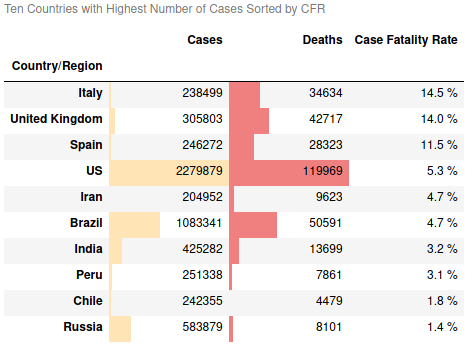 Ten Countries with Highest Number of Cases Sorted by CFR
Cases Deaths Case Fatality Rate
Country/Region
Italy 238499 34634 14.5 %
United Kingdom 305803 42717 14.0 %
Spain 246272 28323 11.5 %
US 2279879 119969 5.3 %
Iran 204952 9623 4.7 %
Brazil 1083341 50591 4.7 %
India 425282 13699 3.2 %
Peru 251338 7861 3.1 %
Chile 242355 4479 1.8 %
Russia 583879 8101 1.4 %